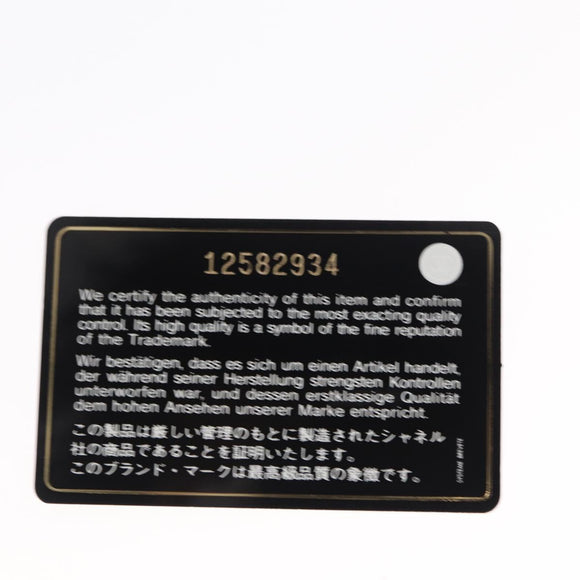 12582934
We certify the authenticity of this item and confirm
that it has been subjected to the most exacting quality
control. Its high quality is a symbol of the fine reputation
of the Trademark.
Wir bestätigen, dass es sich um einen Artikel handelt,
der während seiner Herstellung strengsten Kontrollen
unterworfen war, und dessen erstklassige Qualität
dem hohen Ansehen unserer Marke entspricht.
この製品は厳しい管理のもとに製造されたシャネル
社の商品であることを証明いたします。
このブランド・マークは最高級品質の象徴です。